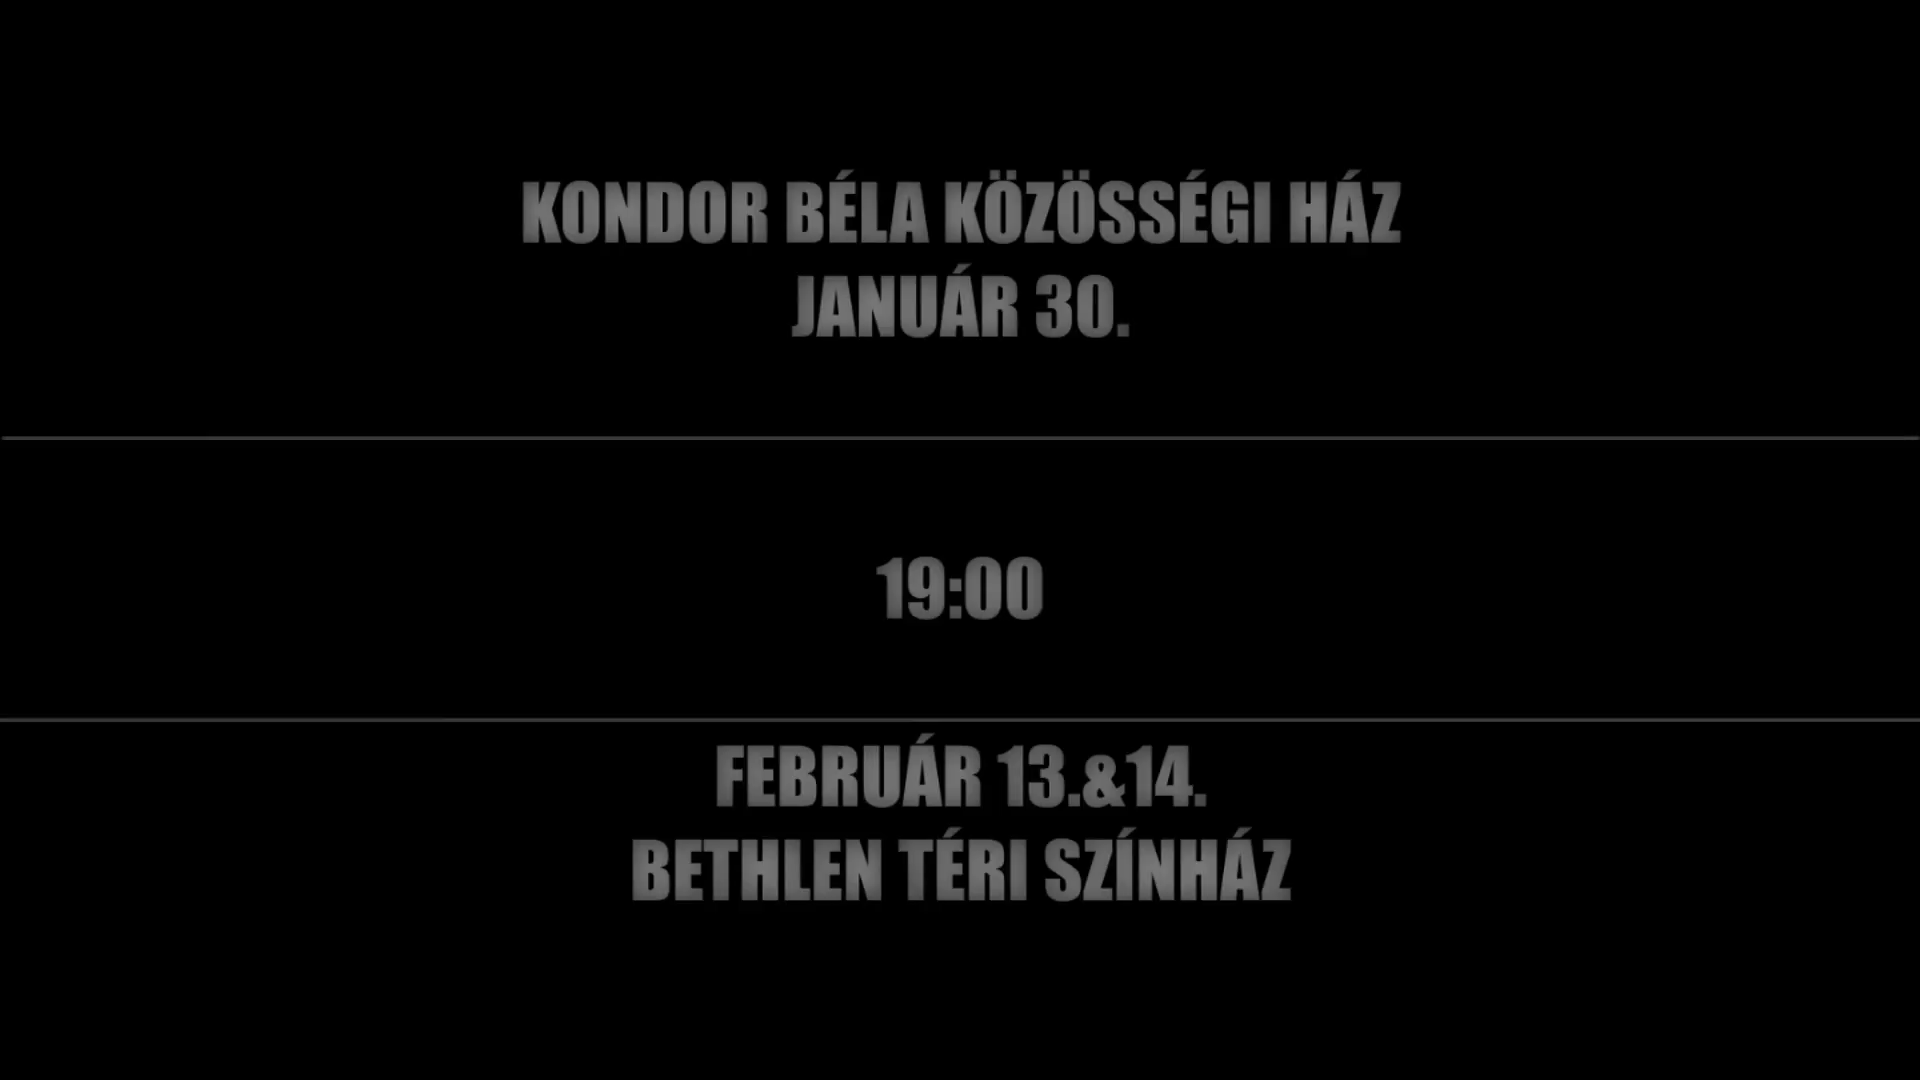 KONDOR BÉLA KÖZÖSSÉGI HÁZ
JANUÁR 30.
19:00
FEBRUÁR 13.&14.
BETHLEN TÉRI SZÍNHÁZ